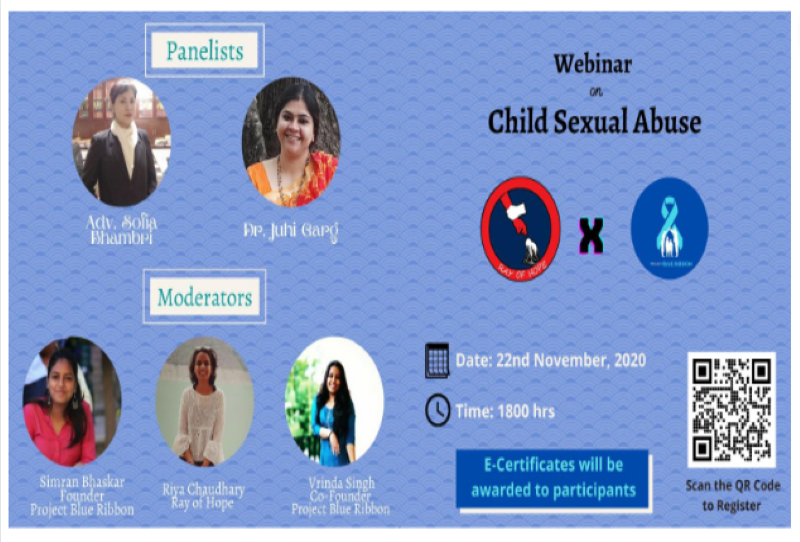 Panelists
Adv. Sofia
Bhambri
Dr. Juhi Garg
Moderators
Simran Bhaskar
Founder
Project Blue Ribbon
Riya Chaudhary
Ray of Hope
Vrinda Singh
Co-Founder
Project Blue Ribbon
Webinar
on
Child Sexual Abuse
RAY OF HOPE
X
Date: 22nd November, 2020
Time: 1800 hrs
E-Certificates will be
awarded to participants
Scan the QR Code
to Register